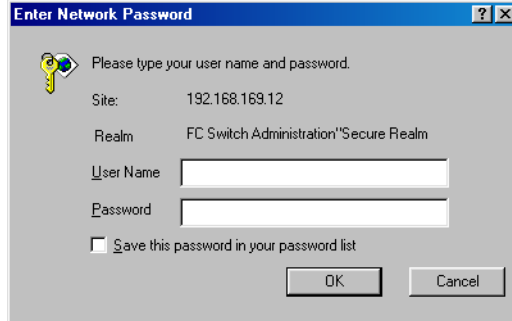 Enter Network Password
Please type your user name and password.
Site: 192.168.169.12
Realm FC Switch Administration"Secure Realm
User Name
Password
Save this password in your password list
OK Cancel